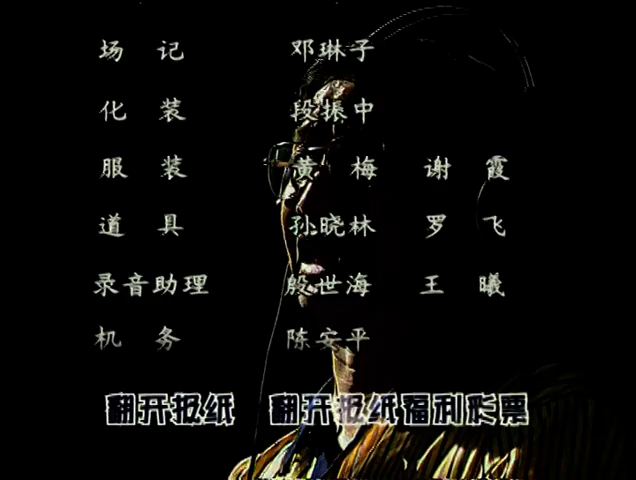 场 记 邓琳子
化 装 段振中
服 装 黄 梅 谢 霞
道 具 孙晓林 罗 飞
录音助理 殷世海 王 曦
机 务 陈安平
翻开报纸 翻开报纸福利彩票